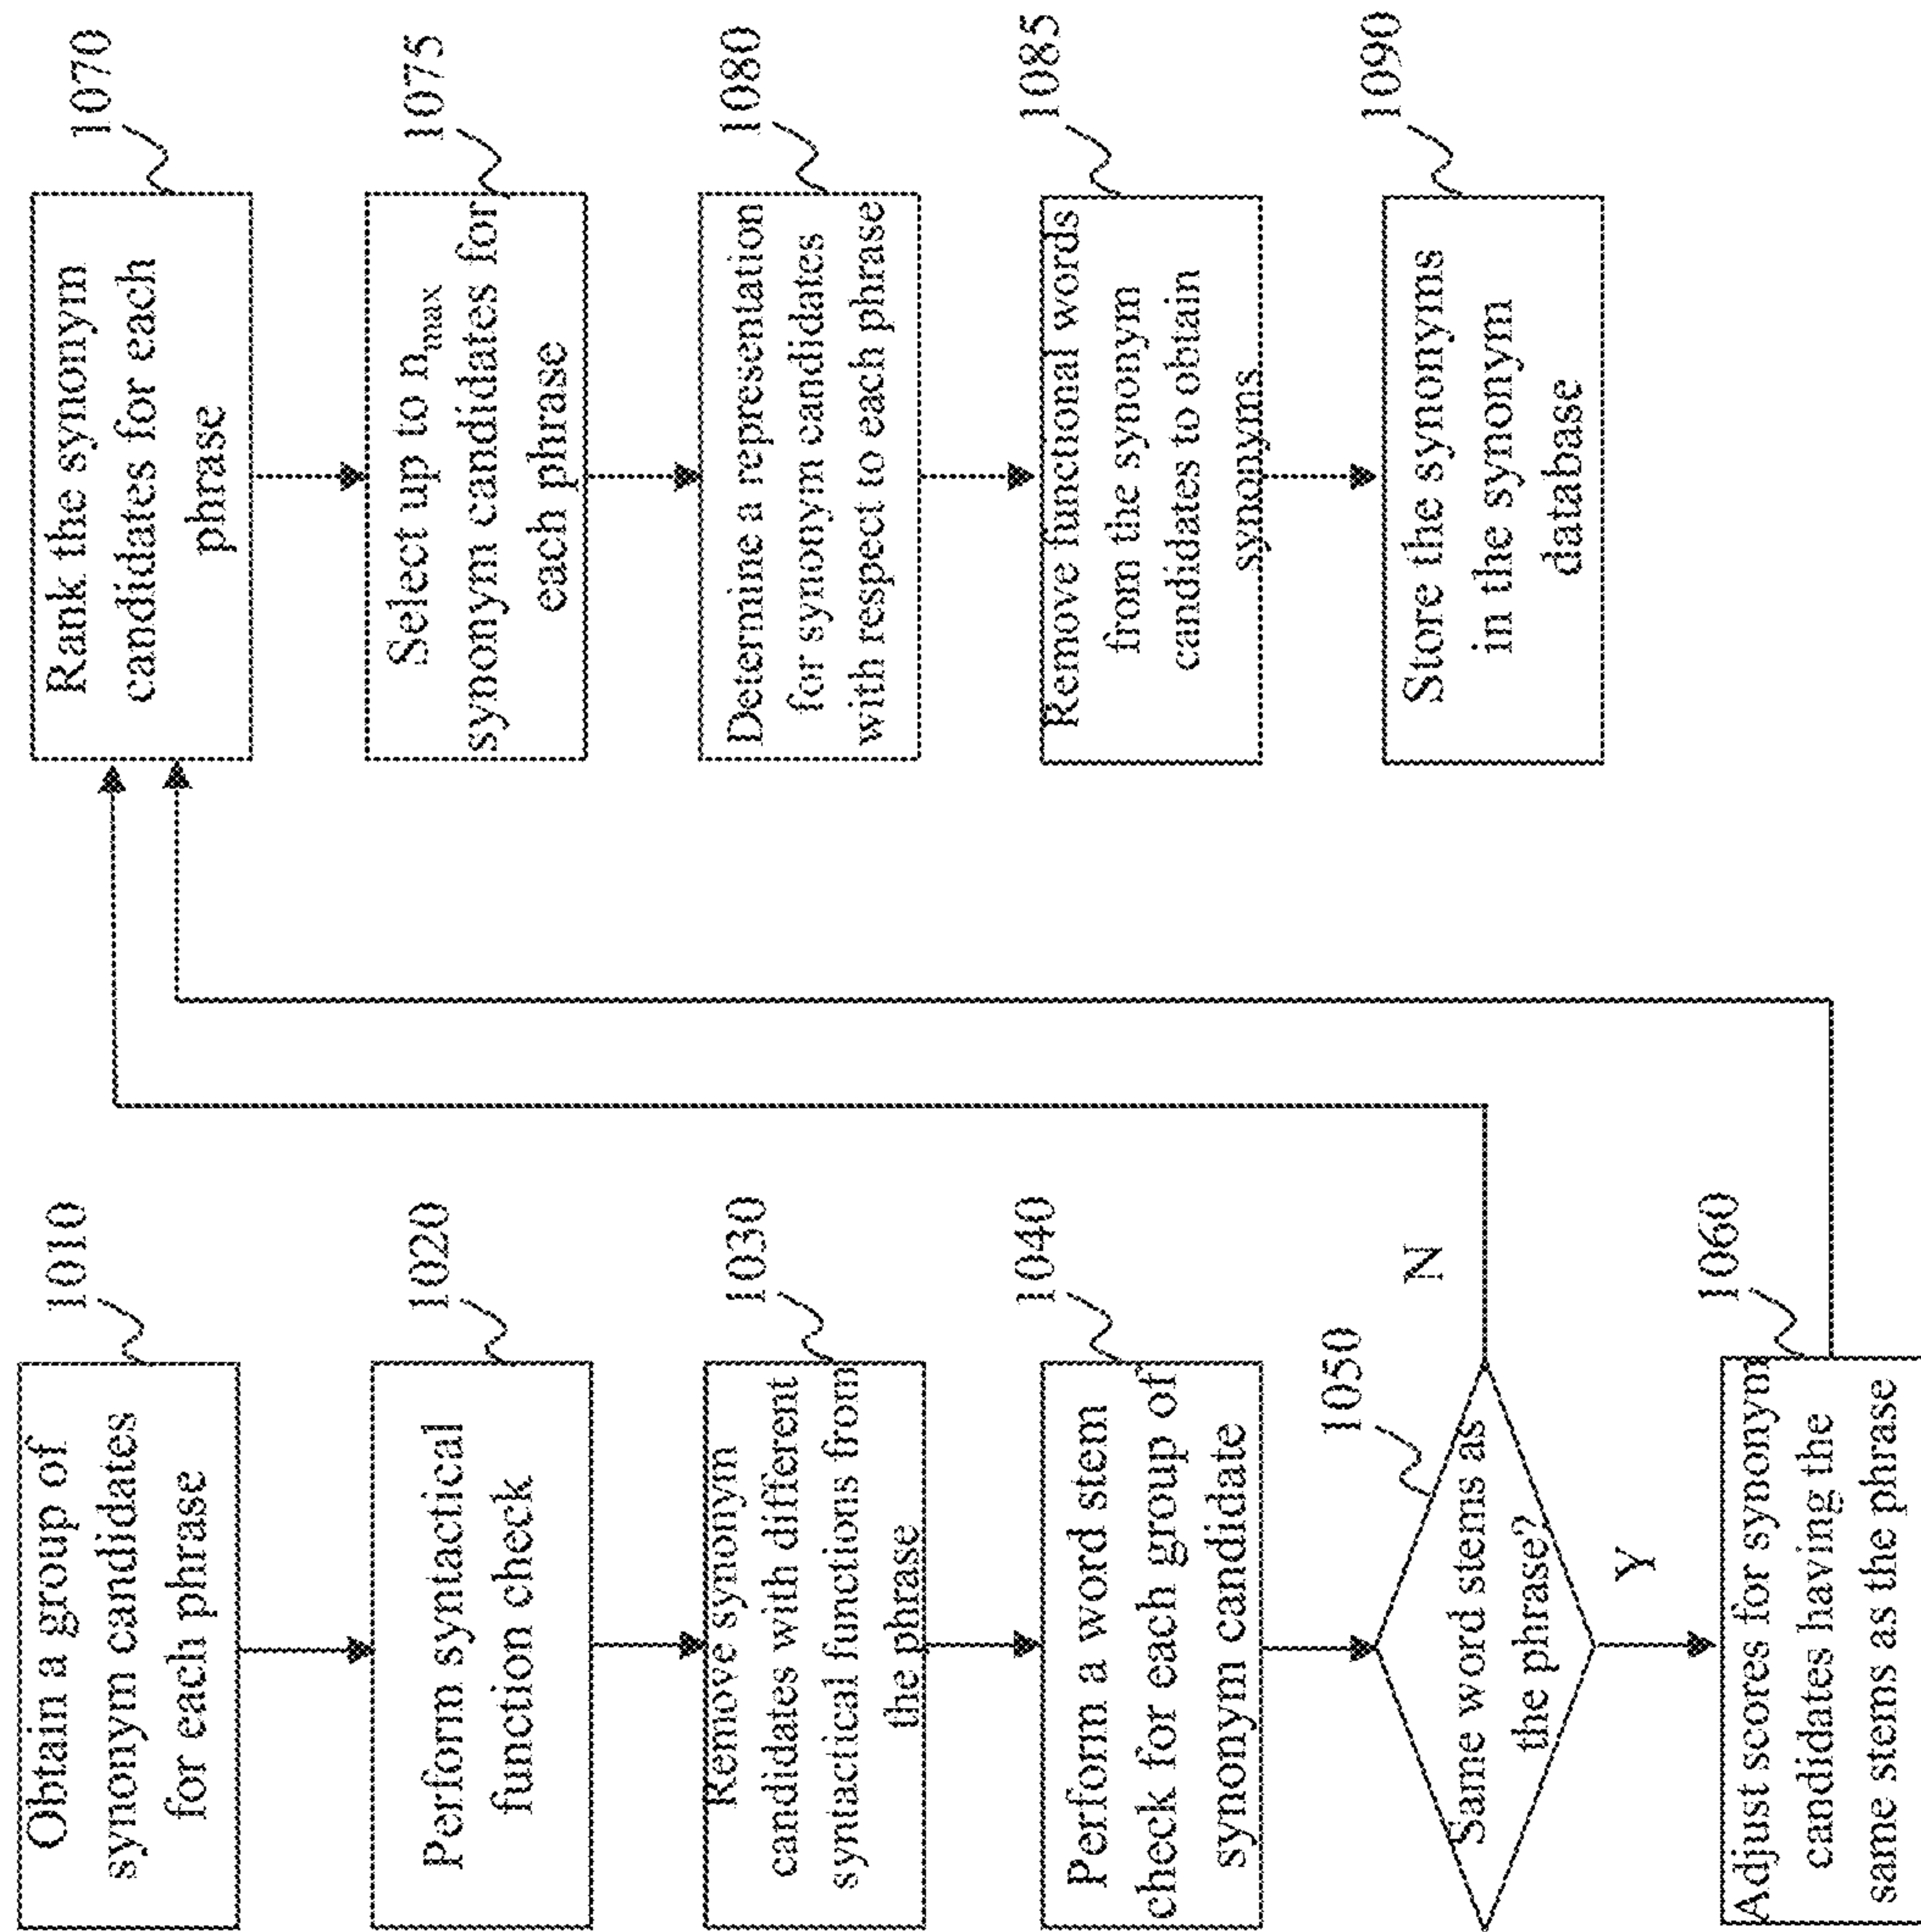 1010
Obtain a group of
synonym candidates
for each phrase
1020
Perform syntactical
function check
1030
Remove synonym
candidates with different
syntactical functions from
the phrase
1040
Perform a word stem
check for each group of
synonym candidate
1050
Same word stems as
the phrase?
N
Y
1060
Adjust scores for synonym
candidates having the
same stems as the phrase
1070
Rank the synonym
candidates for each
phrase
1075
Select up to nmax
synonym candidates for
each phrase
1080
Determine a representation
for synonym candidates
with respect to each phrase
1085
Remove functional words
from the synonym
candidates to obtain
synonyms
1090
Store the synonyms
in the synonym
database